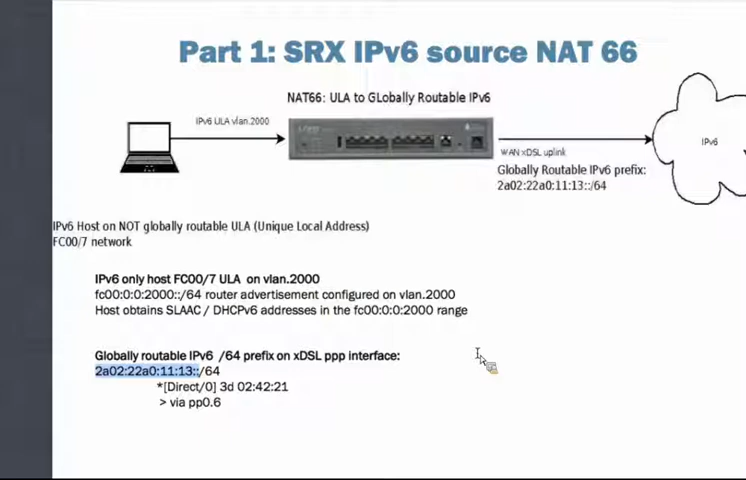 Part 1: SRX IPv6 source NAT 66
NAT66: ULA to GLobally Routable IPv6
IPv6 ULA vlan.2000
IPv6
WAN xDSL uplink
Globally Routable IPv6 prefix:
2a02:22a0:11:13::/64
IPv6 Host on NOT globally routable ULA (Unique Local Address)
FC00/7 network
IPv6 only host FC00/7 ULA on vlan.2000
fc00:0:0:2000::/64 router advertisement configured on vlan.2000
Host obtains SLAAC / DHCPv6 addresses in the fc00:0:0:2000 range
Globally routable IPv6 /64 prefix on xDSL ppp interface:
2a02:22a0:11:13::/64
*[Direct/0] 3d 02:42:21
> via pp0.6